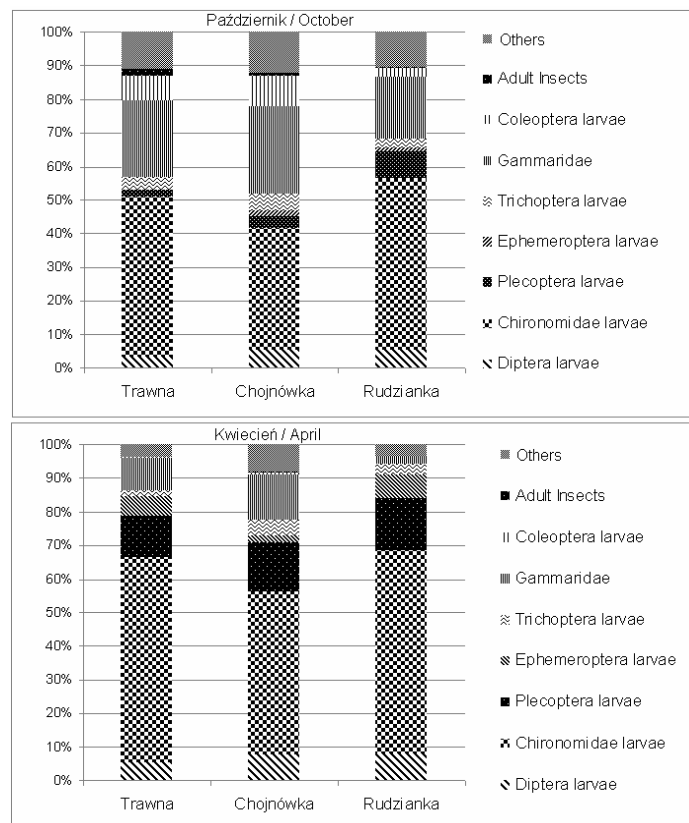 Październik / October
100%
90%
80%
70%
60%
50%
40%
30%
20%
10%
0%
Trawna Chojnówka Rudzianka
Others
Adult Insects
Coleoptera larvae
Gammaridae
Trichoptera larvae
Ephemeroptera larvae
Plecoptera larvae
Chironomidae larvae
Diptera larvae
Kwiecień / April
100%
90%
80%
70%
60%
50%
40%
30%
20%
10%
0%
Trawna Chojnówka Rudzianka
Others
Adult Insects
Coleoptera larvae
Gammaridae
Trichoptera larvae
Ephemeroptera larvae
Plecoptera larvae
Chironomidae larvae
Diptera larvae